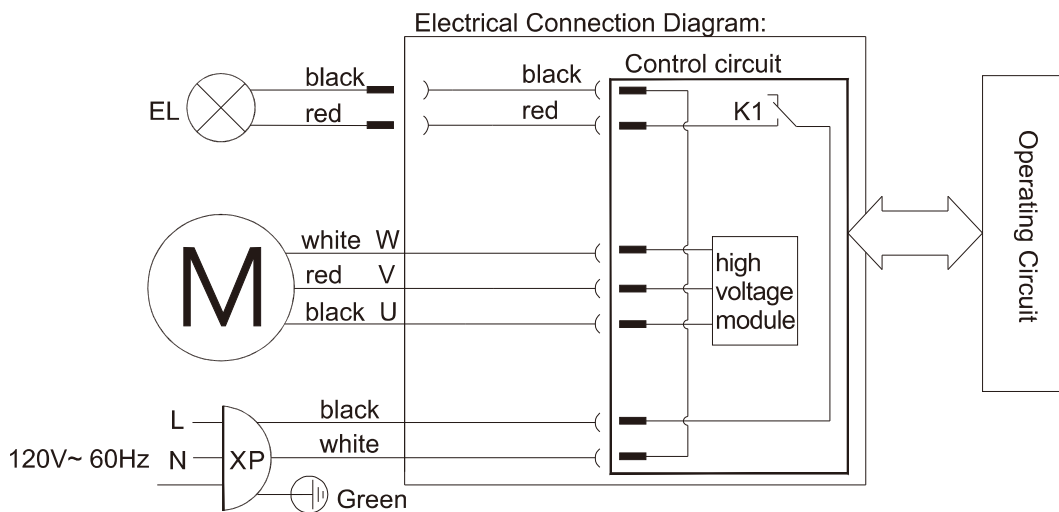 Electrical Connection Diagram:
Control circuit
black
black
EL
red
red
K1
Operating Circuit
white W
red V
black U
M
high
voltage
module
L
black
120V~ 60Hz
N
XP
white
Green